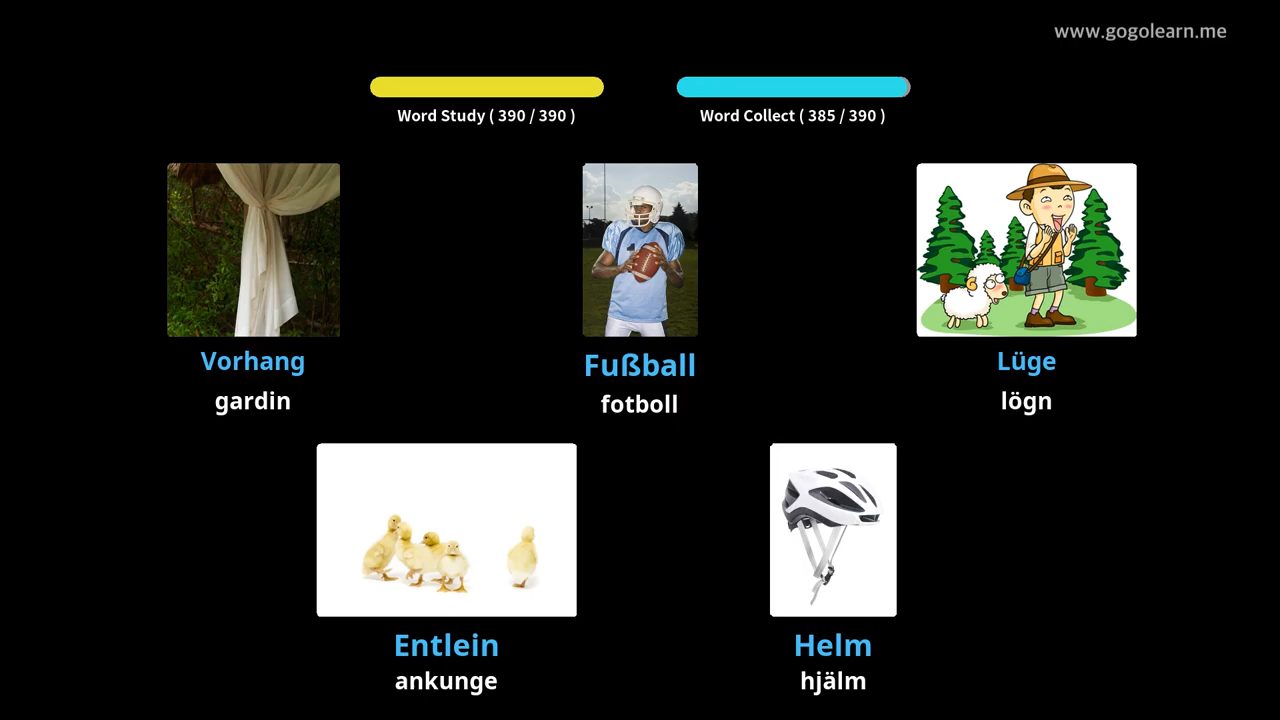 www.gogolearn.me
Word Study ( 390 / 390 )
Word Collect ( 385 / 390 )
Vorhang
gardin
Fußball
fotboll
Lüge
lögn
Entlein
ankunge
Helm
hjälm